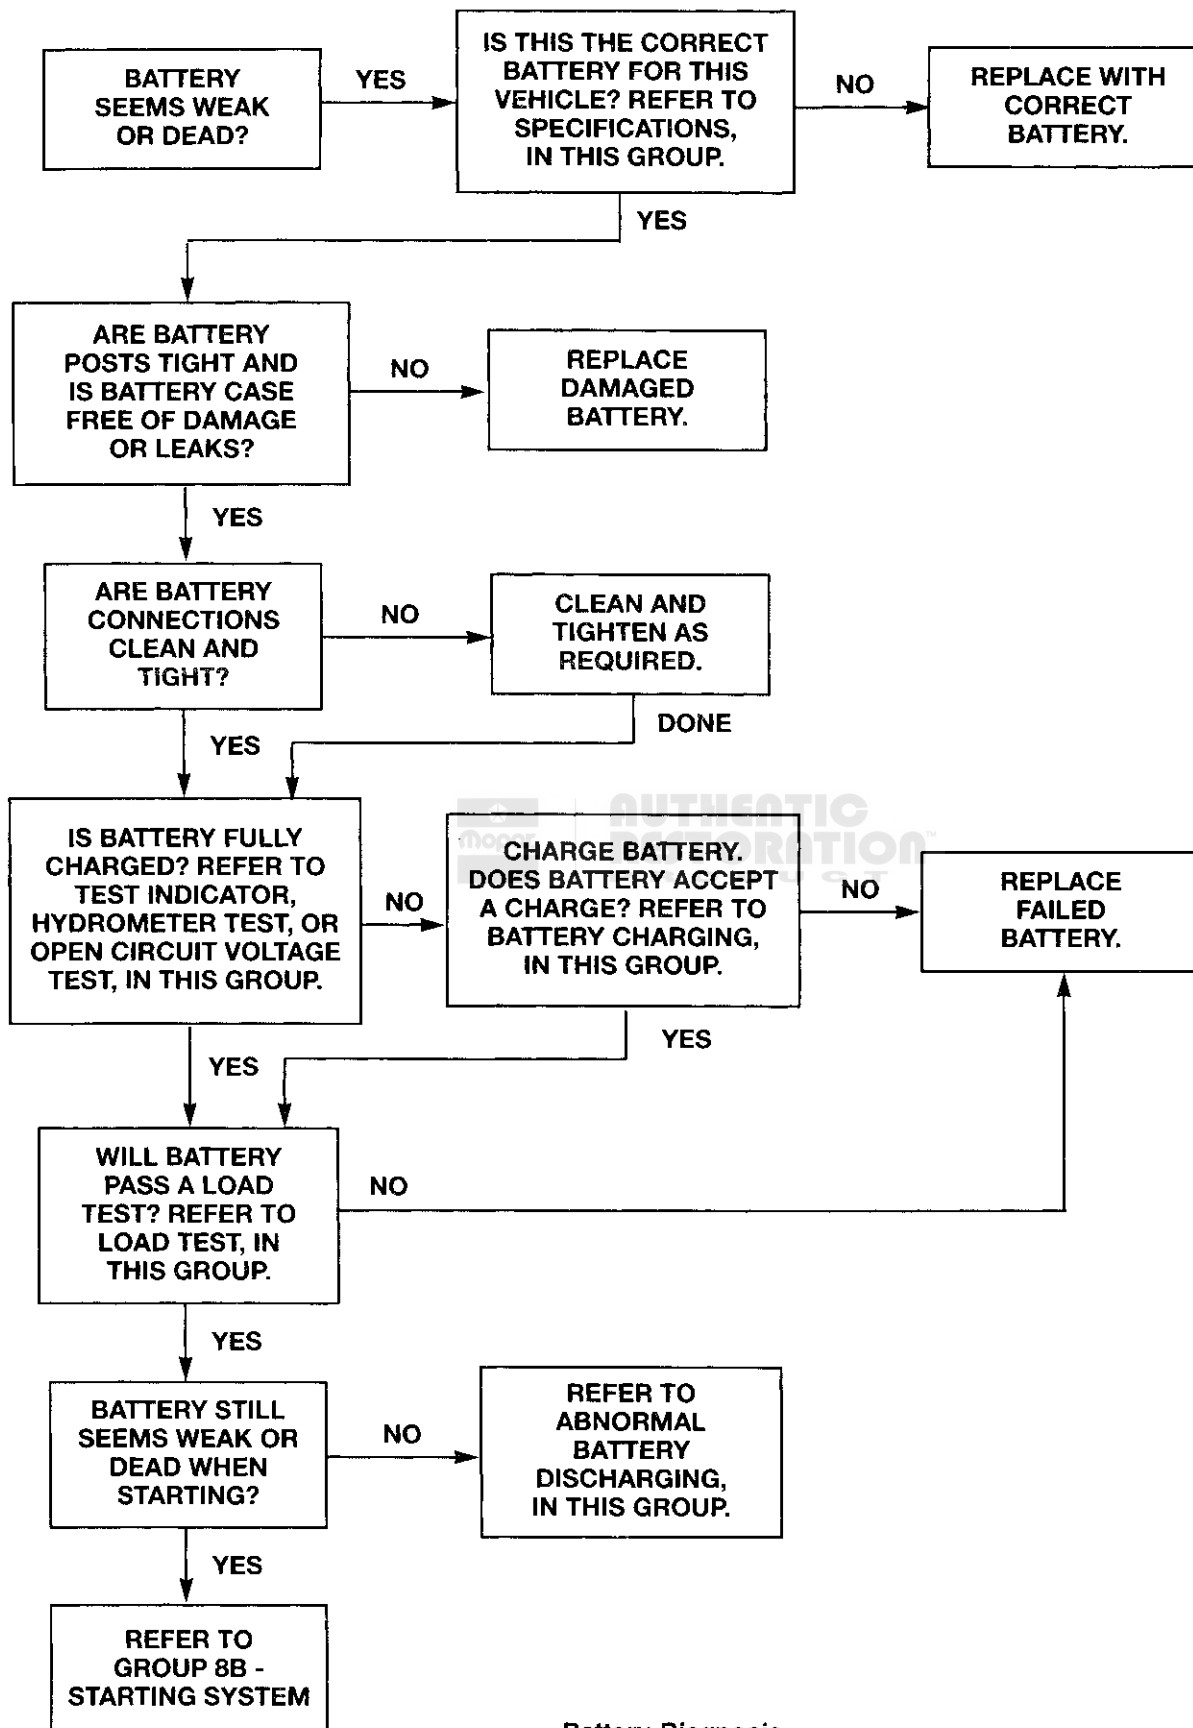 BATTERY
SEEMS WEAK
OR DEAD?
YES
IS THIS THE CORRECT
BATTERY FOR THIS
VEHICLE? REFER TO
SPECIFICATIONS,
IN THIS GROUP.
NO
REPLACE WITH
CORRECT
BATTERY.
YES
ARE BATTERY
POSTS TIGHT AND
IS BATTERY CASE
FREE OF DAMAGE
OR LEAKS?
NO
REPLACE
DAMAGED
BATTERY.
YES
ARE BATTERY
CONNECTIONS
CLEAN AND
TIGHT?
NO
CLEAN AND
TIGHTEN AS
REQUIRED.
YES
DONE
IS BATTERY FULLY
CHARGED? REFER TO
TEST INDICATOR,
HYDROMETER TEST, OR
OPEN CIRCUIT VOLTAGE
TEST, IN THIS GROUP.
NO
Mopar
AUTHENTIC
RESTORATION™
PRODUCT
CHARGE BATTERY.
DOES BATTERY ACCEPT
A CHARGE? REFER TO
BATTERY CHARGING,
IN THIS GROUP.
NO
REPLACE
FAILED
BATTERY.
YES
YES
WILL BATTERY
PASS A LOAD
TEST? REFER TO
LOAD TEST, IN
THIS GROUP.
NO
YES
BATTERY STILL
SEEMS WEAK OR
DEAD WHEN
STARTING?
NO
REFER TO
ABNORMAL
BATTERY
DISCHARGING,
IN THIS GROUP.
YES
REFER TO
GROUP 8B -
STARTING SYSTEM
Battery Diagnosis